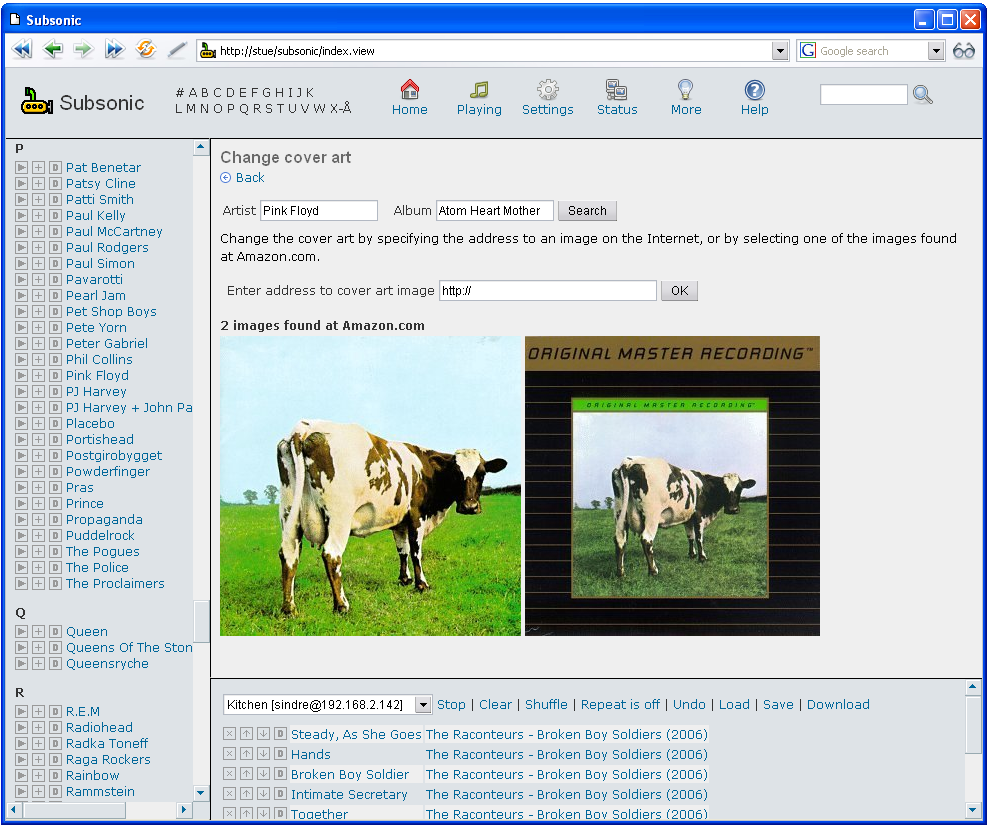 Subsonic
http://stue/subsonic/index.view
G Google search
Subsonic
# A B C D E F G H I J K
L M N O P Q R S T U V W X-Å
Home Playing Settings Status More Help
P
D Pat Benetar
D Patsy Cline
D Patti Smith
D Paul Kelly
D Paul McCartney
D Paul Rodgers
D Paul Simon
D Pavarotti
D Pearl Jam
D Pet Shop Boys
D Pete Yorn
D Peter Gabriel
D Phil Collins
D Pink Floyd
D PJ Harvey
D PJ Harvey + John Pa
D Placebo
D Portishead
D Postgirobygget
D Powderfinger
D Pras
D Prince
D Propaganda
D Puddelrock
D The Pogues
D The Police
D The Proclaimers
Q
D Queen
D Queens Of The Ston
D Queensryche
R
D R.E.M
D Radiohead
D Radka Toneff
D Raga Rockers
D Rainbow
D Rammstein
Change cover art
Back
Artist Pink Floyd Album Atom Heart Mother Search
Change the cover art by specifying the address to an image on the Internet, or by selecting one of the images found
at Amazon.com.
Enter address to cover art image http:// OK
2 images found at Amazon.com
ORIGINAL MASTER RECORDING™
ORIGINAL MASTER RECORDING™
Kitchen [sindre@192.168.2.142] Stop | Clear | Shuffle | Repeat is off | Undo | Load | Save | Download
D Steady, As She Goes The Raconteurs - Broken Boy Soldiers (2006)
D Hands The Raconteurs - Broken Boy Soldiers (2006)
D Broken Boy Soldier The Raconteurs - Broken Boy Soldiers (2006)
D Intimate Secretary The Raconteurs - Broken Boy Soldiers (2006)
D Together The Raconteurs - Broken Boy Soldiers (2006)